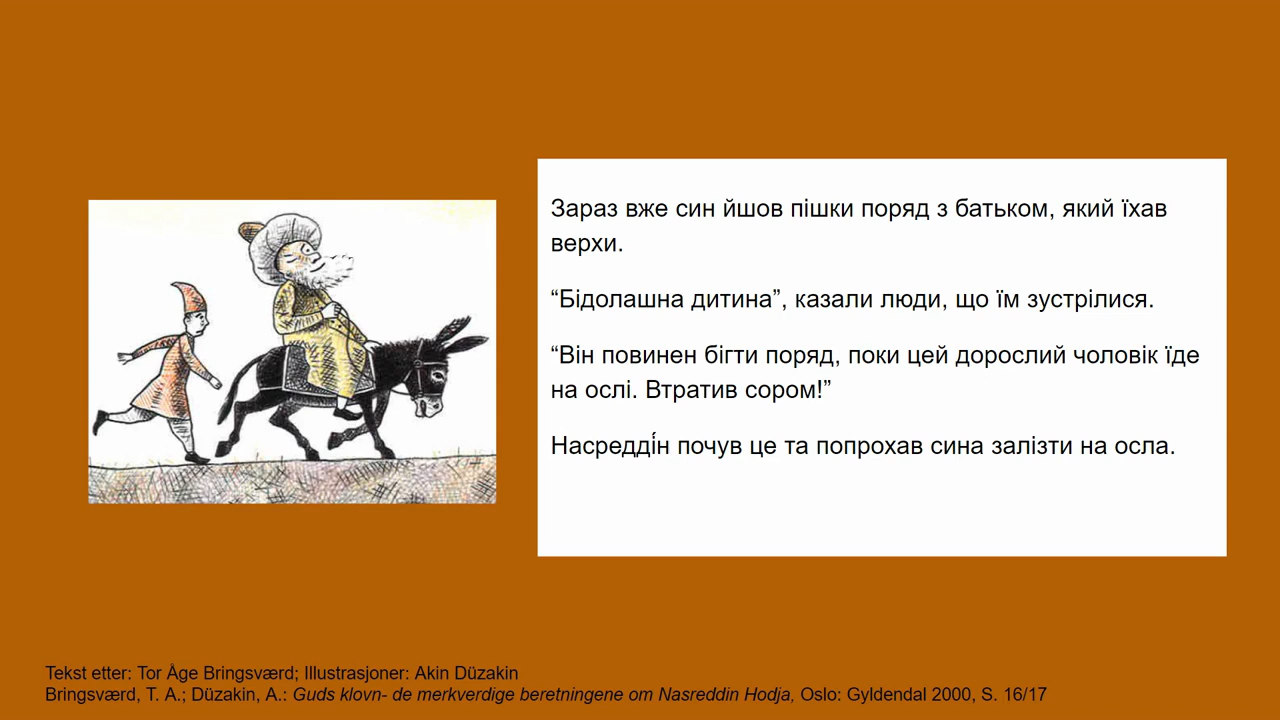 Зараз вже син йшов пішки поряд з батьком, який їхав
верхи.
“Бідолашна дитина”, казали люди, що їм зустрілися.
“Він повинен бігти поряд, поки цей дорослий чоловік їде
на ослі. Втратив сором!”
Насредді́н почув це та попрохав сина залізти на осла.
Tekst etter: Tor Åge Bringsværd; Illustrasjoner: Akin Düzakin
Bringsværd, T. A.; Düzakin, A.: Guds klovn- de merkverdige beretningene om Nasreddin Hodja, Oslo: Gyldendal 2000, S. 16/17